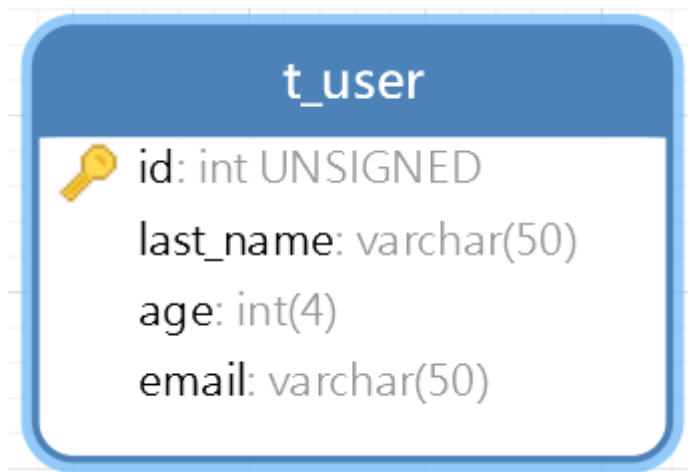 t_user
id: int UNSIGNED
last_name: varchar(50)
age: int(4)
email: varchar(50)